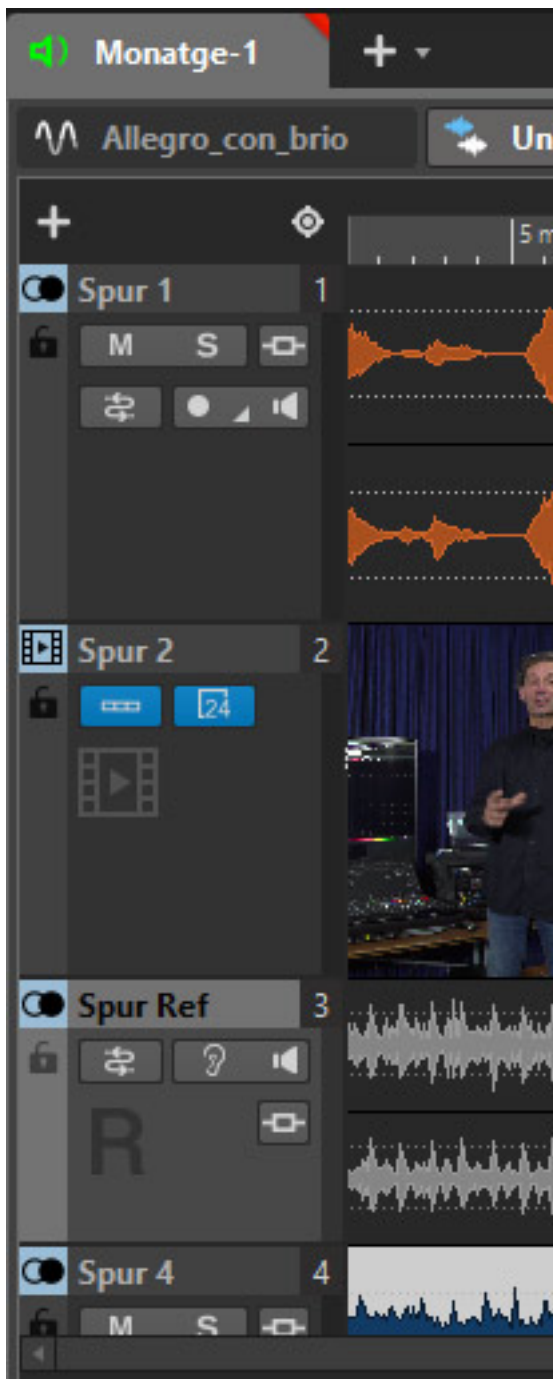 Monatge-1
Allegro_con_brio Un
5 m
Spur 1 1
M S
Spur 2 2
24
Spur Ref 3
R
Spur 4 4
M S